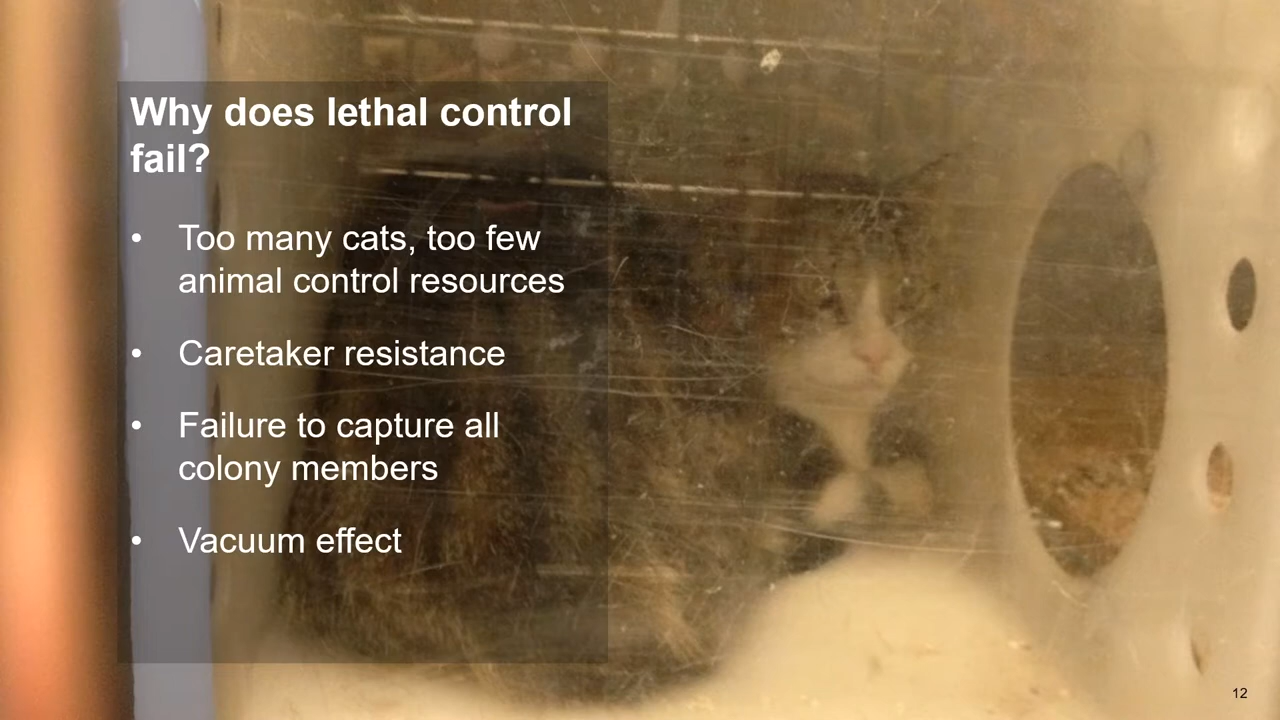 Why does lethal control
fail?
• Too many cats, too few
animal control resources
• Caretaker resistance
• Failure to capture all
colony members
• Vacuum effect
12